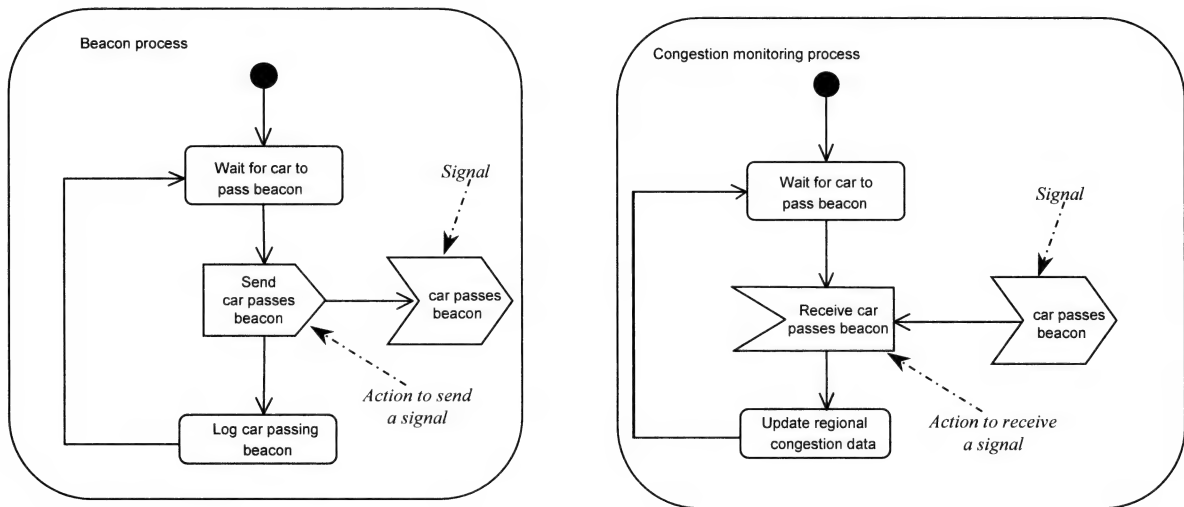 Beacon process
Wait for car to
pass beacon
Signal
Send
car passes
beacon
car passes
beacon
Action to send
a signal
Log car passing
beacon
Congestion monitoring process
Wait for car to
pass beacon
Signal
Receive car
passes beacon
car passes
beacon
Action to receive
a signal
Update regional
congestion data